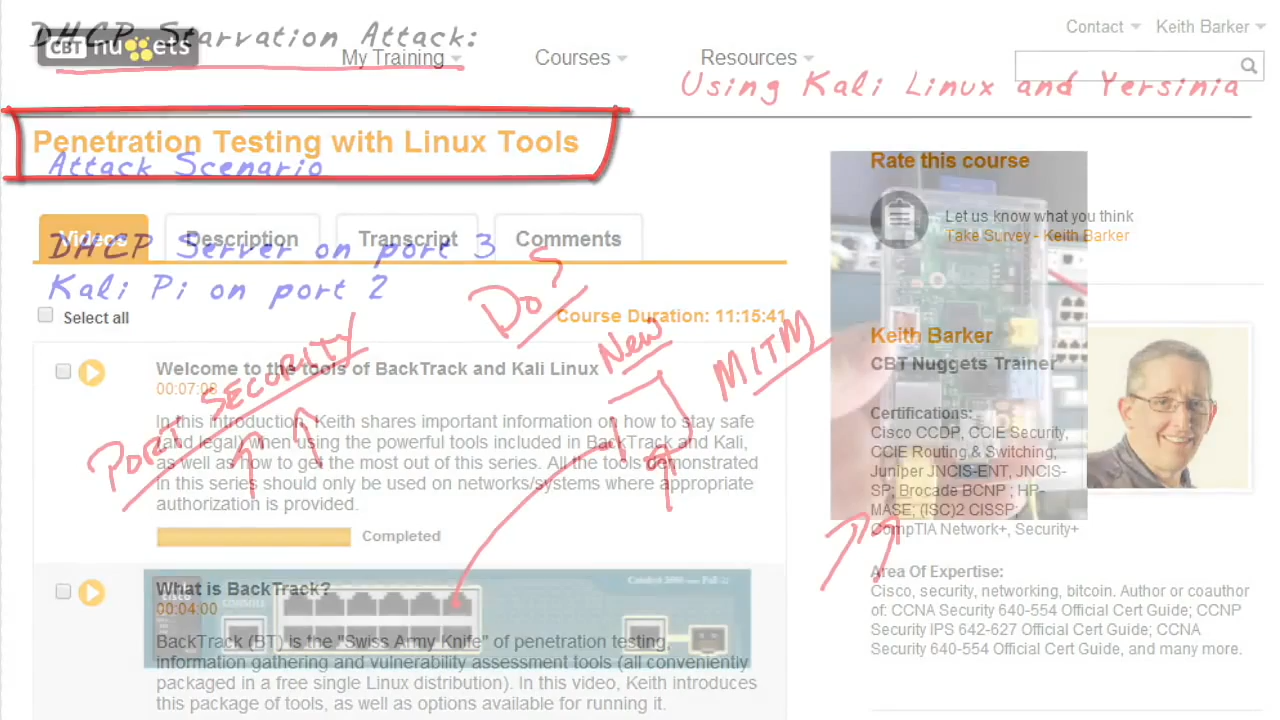 DHCP Starvation Attack:
CBT nuggets
My Training
Courses
Resources
Contact
Keith Barker
Using Kali Linux and Yersinia
Penetration Testing with Linux Tools
Attack Scenario
Rate this course
Let us know what you think
Take Survey - Keith Barker
Videos
Description
Transcript
Comments
DHCP Server on port 3
Kali Pi on port 2
DoS
Select all
Course Duration: 11:15:41
New
MITM
PORT SECURITY
Welcome to the tools of BackTrack and Kali Linux
00:07:08
In this introduction, Keith shares important information on how to stay safe
(and legal) when using the powerful tools included in BackTrack and Kali,
as well as how to get the most out of this series. All the tools demonstrated
in this series should only be used on networks/systems where appropriate
authorization is provided.
Completed
Keith Barker
CBT Nuggets Trainer
Certifications:
Cisco CCDP, CCIE Security,
CCIE Routing & Switching;
Juniper JNCIS-ENT, JNCIS-
SP; Brocade BCNP ; HP-
MASE; (ISC)2 CISSP;
CompTIA Network+, Security+
Area Of Expertise:
Cisco, security, networking, bitcoin. Author or coauthor
of: CCNA Security 640-554 Official Cert Guide; CCNP
Security IPS 642-627 Official Cert Guide; CCNA
Security 640-554 Official Cert Guide, and many more.
What is BackTrack?
00:04:00
CONSOLE
BackTrack (BT) is the "Swiss Army Knife" of penetration testing,
information gathering and vulnerability assessment tools (all conveniently
packaged in a free single Linux distribution). In this video, Keith introduces
this package of tools, as well as options available for running it.